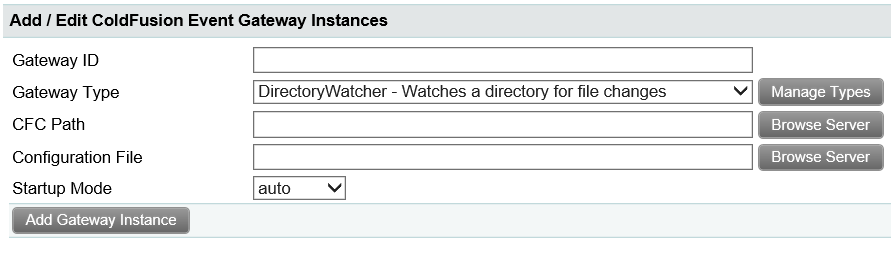 Add / Edit ColdFusion Event Gateway Instances
Gateway ID
Gateway Type DirectoryWatcher - Watches a directory for file changes Manage Types
CFC Path Browse Server
Configuration File Browse Server
Startup Mode auto
Add Gateway Instance